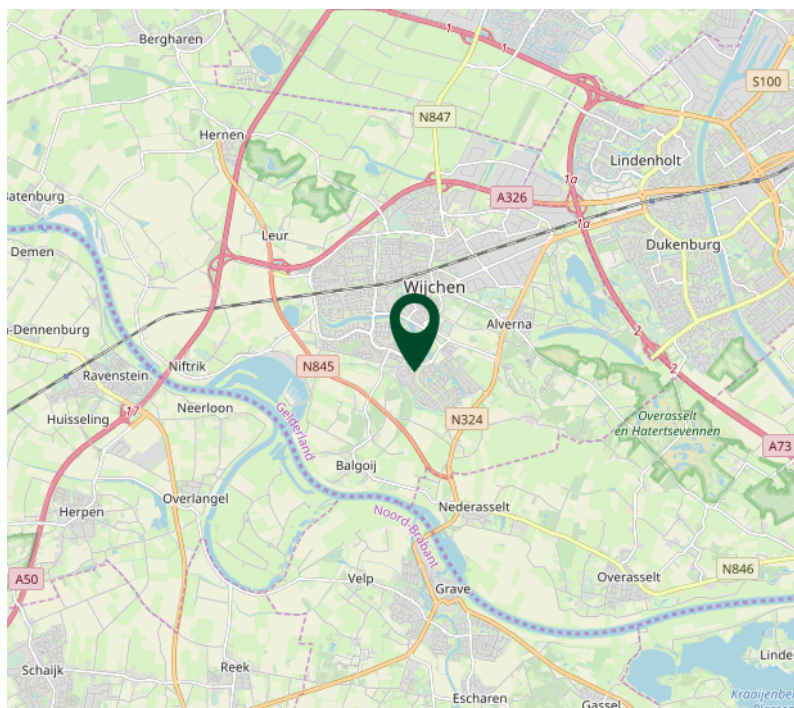 1
1
Bergharen
S100
N847
Hernen
Lindenholt
1a
A326
Batenburg
1a
Leur
Demen
Dukenburg
Wijchen
Alverna
n-Dennenburg
2
Niftrik
N845
Ravenstein
2
17
Neerloon
Huisseling
Gelderland
N324
Overasselt
en Hatertsevennen
A73
Balgoij
Overlangel
Herpen
Nederasselt
Noord-Brabant
A50
Velp
N846
Overasselt
Grave
Linde
Schaijk
Reek
Escharen
Kraaijenber
Gassel